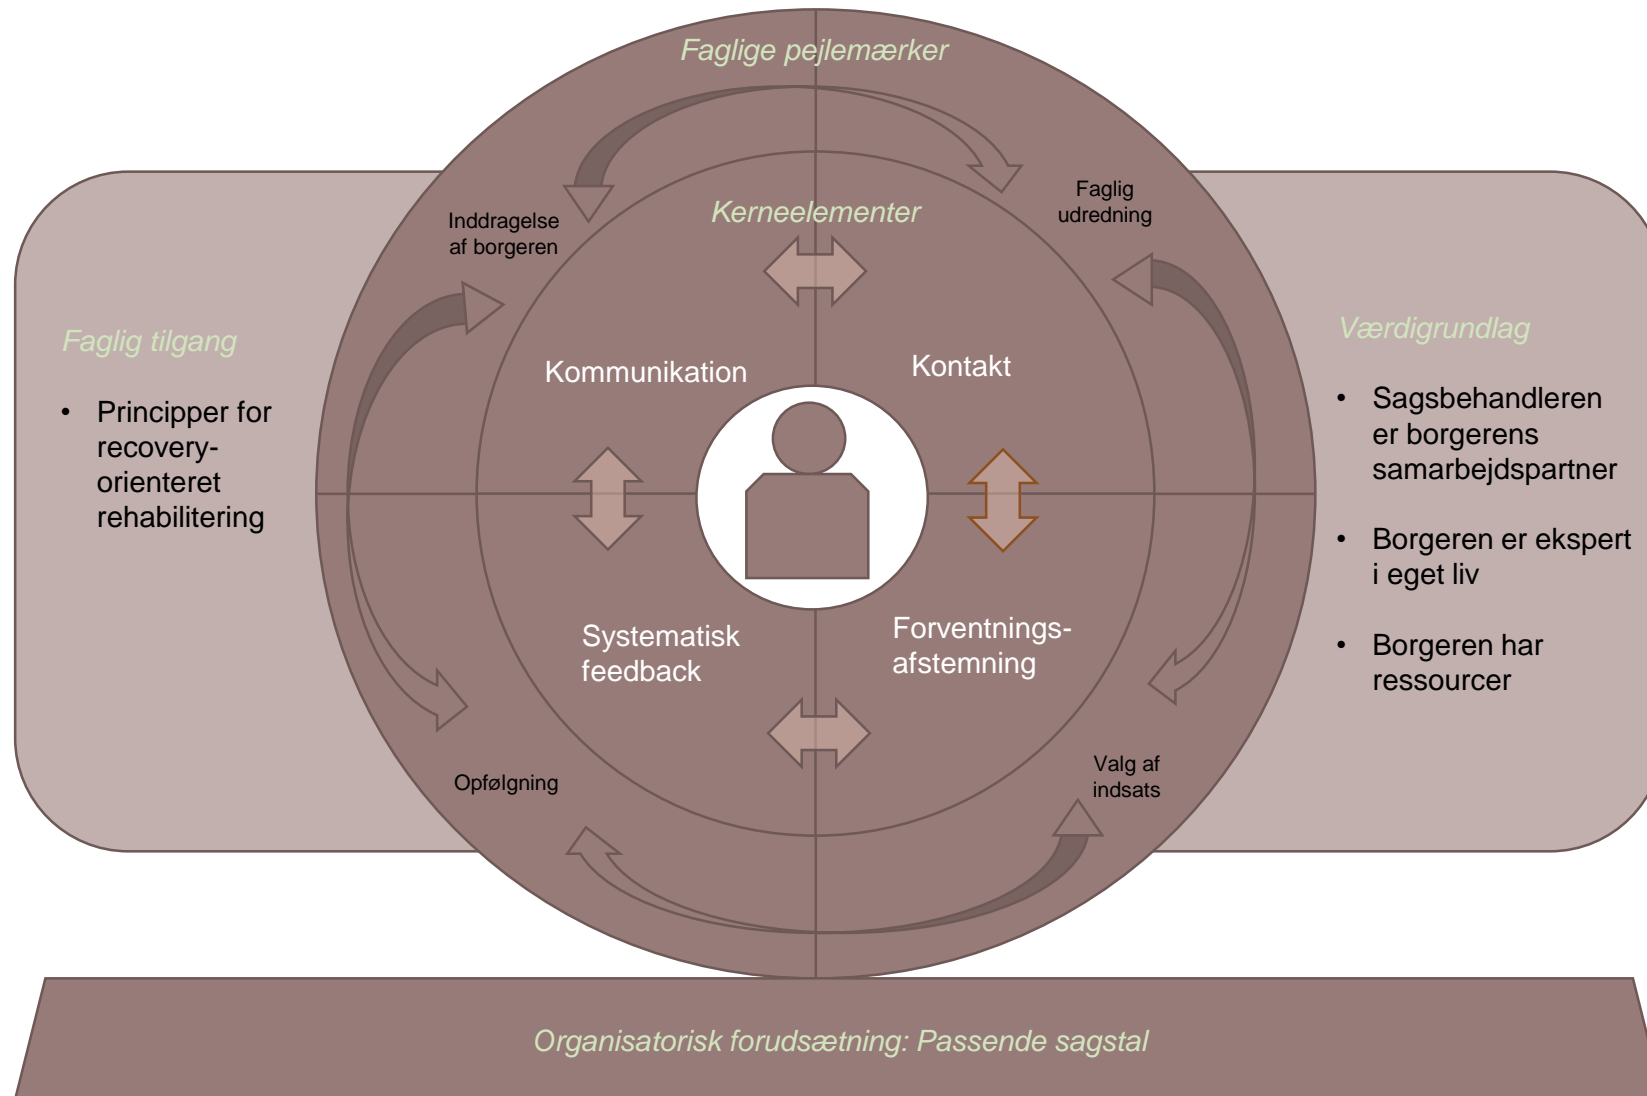 Faglige pejlemærker
Inddragelse
af borgeren
Faglig
udredning
Kerneelementer
Faglig tilgang
• Principper for
recovery-
orienteret
rehabilitering
Kommunikation
Kontakt
Værdigrundlag
• Sagsbehandleren
er borgerens
samarbejdspartner
• Borgeren er ekspert
i eget liv
• Borgeren har
ressourcer
Systematisk
feedback
Forventnings-
afstemning
Opfølgning
Valg af
indsats
Organisatorisk forudsætning: Passende sagstal